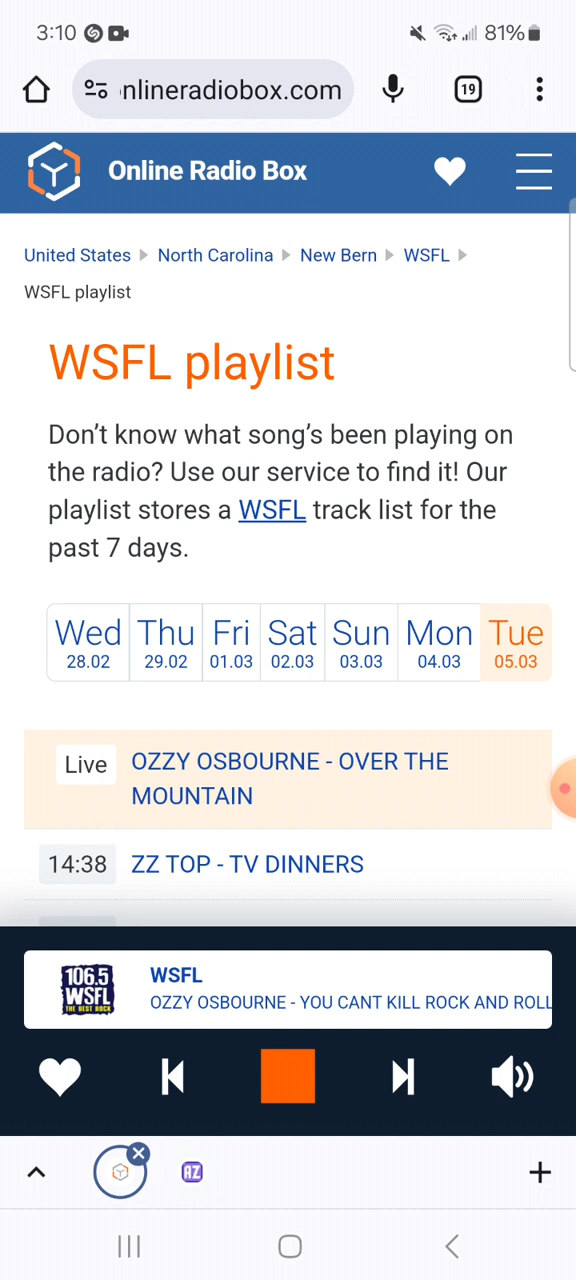 3:10 81%
nlineradiobox.com 19
Online Radio Box
United States North Carolina New Bern WSFL
WSFL playlist
WSFL playlist
Don’t know what song’s been playing on
the radio? Use our service to find it! Our
playlist stores a WSFL track list for the
past 7 days.
Wed Thu Fri Sat Sun Mon Tue
28.02 29.02 01.03 02.03 03.03 04.03 05.03
Live OZZY OSBOURNE - OVER THE
MOUNTAIN
14:38 ZZ TOP - TV DINNERS
106.5
WSFL
THE BEST ROCK
WSFL
OZZY OSBOURNE - YOU CANT KILL ROCK AND ROLL
AZ